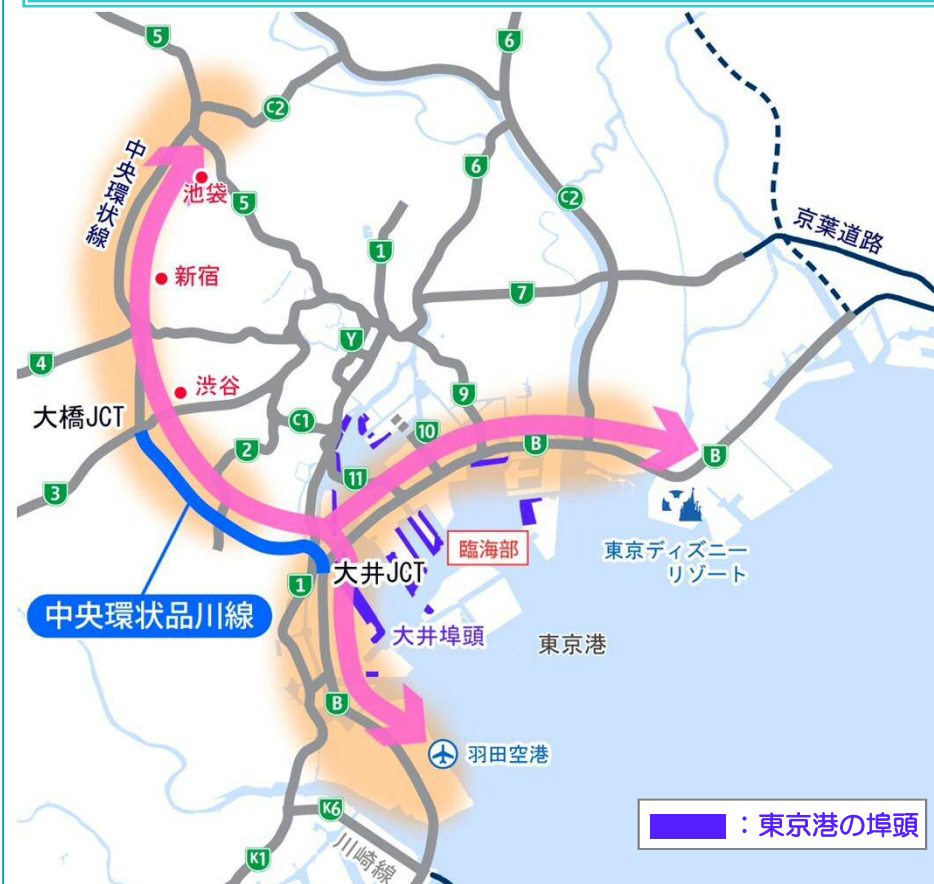 5
6
C2
中央環状線
池袋
5
6
C2
1
京葉道路
新宿
7
Y
4
渋谷
9
大橋JCT
C1
10
2
B
B
3
11
臨海部
東京ディズニー
リゾート
大井JCT
1
中央環状品川線
大井埠頭
東京港
B
羽田空港
K6
川崎線
K1
:東京港の埠頭